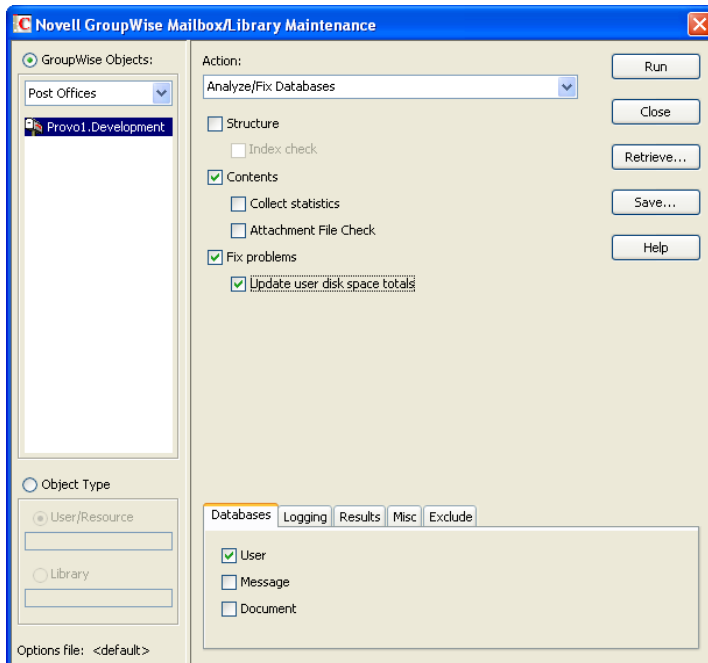 Novell GroupWise Mailbox/Library Maintenance
GroupWise Objects:
Post Offices
Provo1.Development
Object Type
User/Resource
Library
Options file: <default>
Action:
Analyze/Fix Databases
Structure
Index check
Contents
Collect statistics
Attachment File Check
Fix problems
Update user disk space totals
Databases Logging Results Misc Exclude
User
Message
Document
Run
Close
Retrieve...
Save...
Help